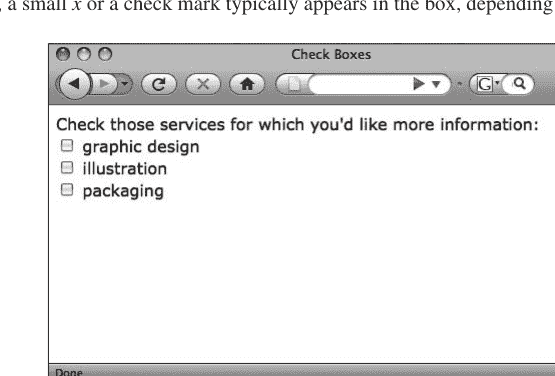 , a small x or a check mark typically appears in the box, depending
Check Boxes
G
Check those services for which you'd like more information:
graphic design
illustration
packaging
Done